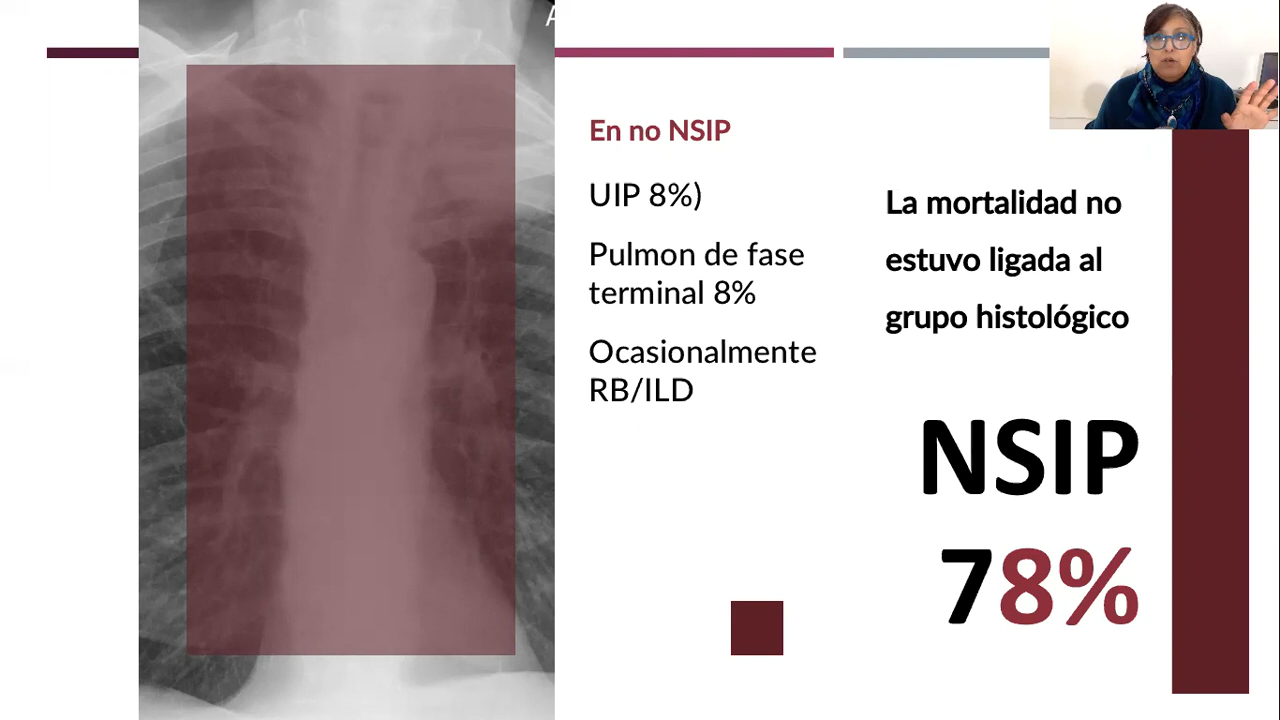 A
En no NSIP
UIP 8%)
Pulmon de fase
terminal 8%
Ocasionalmente
RB/ILD
La mortalidad no
estuvo ligada al
grupo histológico
NSIP
78%